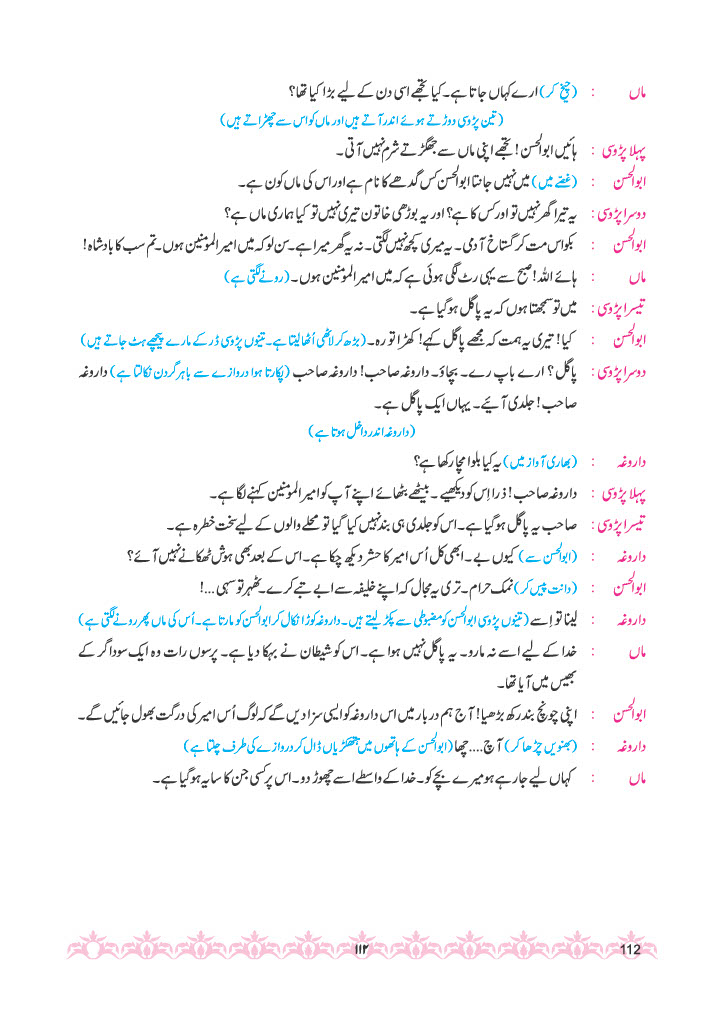 ماں : (چیخ کر) ارے کہاں جاتا ہے۔ کیا تجھے اسی دن کے لیے بڑا کیا تھا؟
(تین پڑوسی دوڑتے ہوئے اندر آتے ہیں اور ماں کو اس سے چھڑاتے ہیں)
پہلا پڑوسی : ہائیں ابوالحسن! تجھے اپنی ماں سے جھگڑتے شرم نہیں آتی۔
ابوالحسن : (غصّے میں) میں نہیں جانتا ابوالحسن کس گدھے کا نام ہے اور اس کی ماں کون ہے۔
دوسرا پڑوسی : یہ تیرا گھر نہیں تو اور کس کا ہے؟ اور یہ بوڑھی خاتون تیری نہیں تو کیا ہماری ماں ہے؟
ابوالحسن : بکواس مت کر گستاخ آدمی۔ یہ میری کچھ نہیں لگتی۔ نہ یہ گھر میرا ہے۔ سن لو کہ میں امیر المومنین ہوں۔ تم سب کا بادشاہ!
ماں : ہائے اللہ! صبح سے یہی رٹ لگی ہوئی ہے کہ میں امیر المومنین ہوں۔ (رونے لگتی ہے)
تیسرا پڑوسی : میں تو سمجھتا ہوں کہ یہ پاگل ہو گیا ہے۔
ابوالحسن : کیا! تیری یہ ہمت کہ مجھے پاگل کہے! کھڑا تو رہ۔ (بڑھ کر لاٹھی اُٹھا لیتا ہے۔ تینوں پڑوسی ڈر کے مارے پیچھے ہٹ جاتے ہیں)
دوسرا پڑوسی : پاگل؟ ارے باپ رے۔ بچاؤ۔ داروغہ صاحب! داروغہ صاحب (پکارتا ہوا دروازے سے باہر گردن نکالتا ہے) داروغہ
صاحب! جلدی آئیے۔ یہاں ایک پاگل ہے۔
(داروغہ اندر داخل ہوتا ہے)
داروغہ : (بھاری آواز میں) یہ کیا بلوا مچا رکھا ہے؟
پہلا پڑوسی : داروغہ صاحب! ذرا اِس کو دیکھیے۔ بیٹھے بٹھائے اپنے آپ کو امیر المومنین کہنے لگا ہے۔
تیسرا پڑوسی : صاحب یہ پاگل ہو گیا ہے۔ اس کو جلدی ہی بند نہیں کیا گیا تو محلے والوں کے لیے سخت خطرہ ہے۔
داروغہ : (ابوالحسن سے) کیوں بے۔ ابھی کل اُس امیر کا حشر دیکھ چکا ہے۔ اس کے بعد بھی ہوش ٹھکانے نہیں آئے؟
ابوالحسن : (دانت پیس کر) نمک حرام۔ تری یہ مجال کہ اپنے خلیفہ سے ابے تبے کرے۔ ٹھہر تو سہی ...!
داروغہ : لینا تو اِسے (تینوں پڑوسی ابوالحسن کو مضبوطی سے پکڑ لیتے ہیں۔ داروغہ کوڑا نکال کر ابوالحسن کو مارتا ہے۔ اُس کی ماں پھر رونے لگتی ہے)
ماں : خدا کے لیے اسے نہ مارو۔ یہ پاگل نہیں ہوا ہے۔ اس کو شیطان نے بہکا دیا ہے۔ پرسوں رات وہ ایک سوداگر کے
بھیس میں آیا تھا۔
ابوالحسن : اپنی چونچ بند رکھ بڑھیا! آج ہم دربار میں اس داروغہ کو ایسی سزا دیں گے کہ لوگ اُس امیر کی درگت بھول جائیں گے۔
داروغہ : (بھنویں چڑھا کر) آچ....چھا (ابوالحسن کے ہاتھوں میں ہتھکڑیاں ڈال کر دروازے کی طرف چلتا ہے)
ماں : کہاں لیے جا رہے ہو میرے بچے کو۔ خدا کے واسطے اسے چھوڑ دو۔ اس پر کسی جن کا سایہ ہو گیا ہے۔
۱۱۲
112